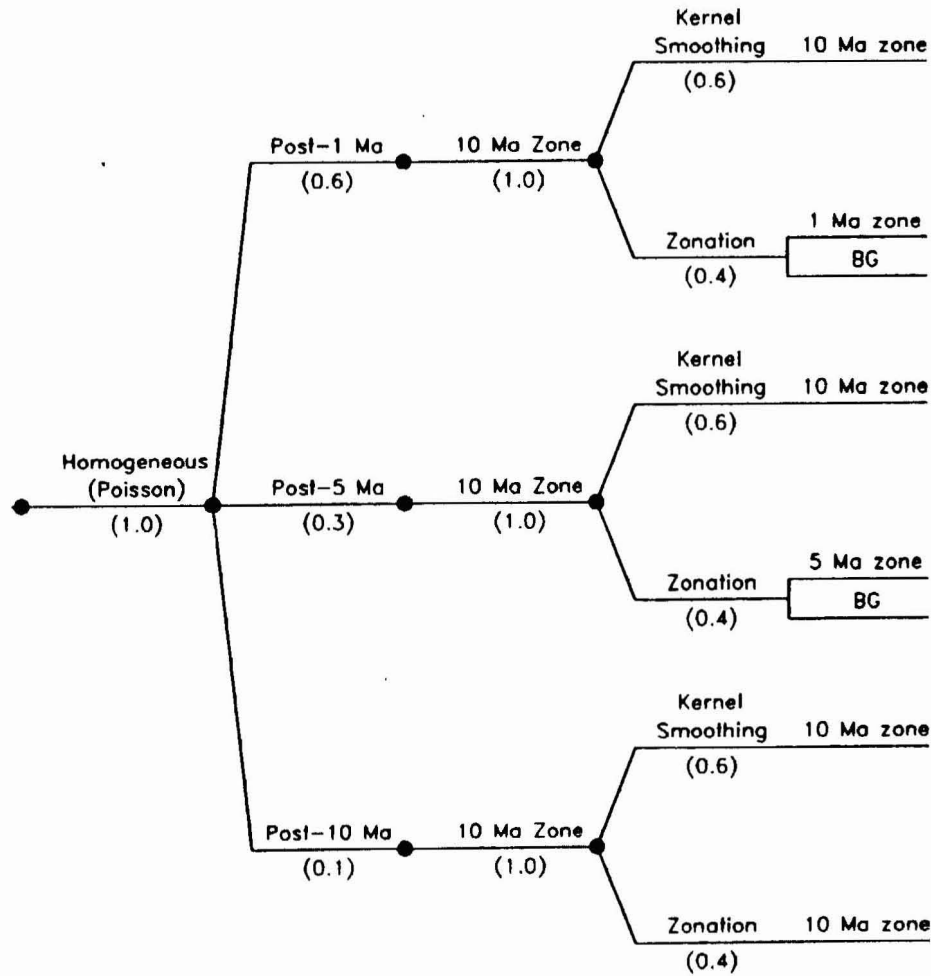 Kernel
Smoothing 10 Ma zone
(0.6)
Post-1 Ma 10 Ma Zone
(0.6) (1.0)
1 Ma zone
Zonation
BG
(0.4)
Kernel
Smoothing 10 Ma zone
(0.6)
Homogeneous
(Poisson) Post-5 Ma 10 Ma Zone
(1.0) (0.3) (1.0)
5 Ma zone
Zonation
BG
(0.4)
Kernel
Smoothing 10 Ma zone
(0.6)
Post-10 Ma 10 Ma Zone
(0.1) (1.0)
Zonation 10 Ma zone
(0.4)